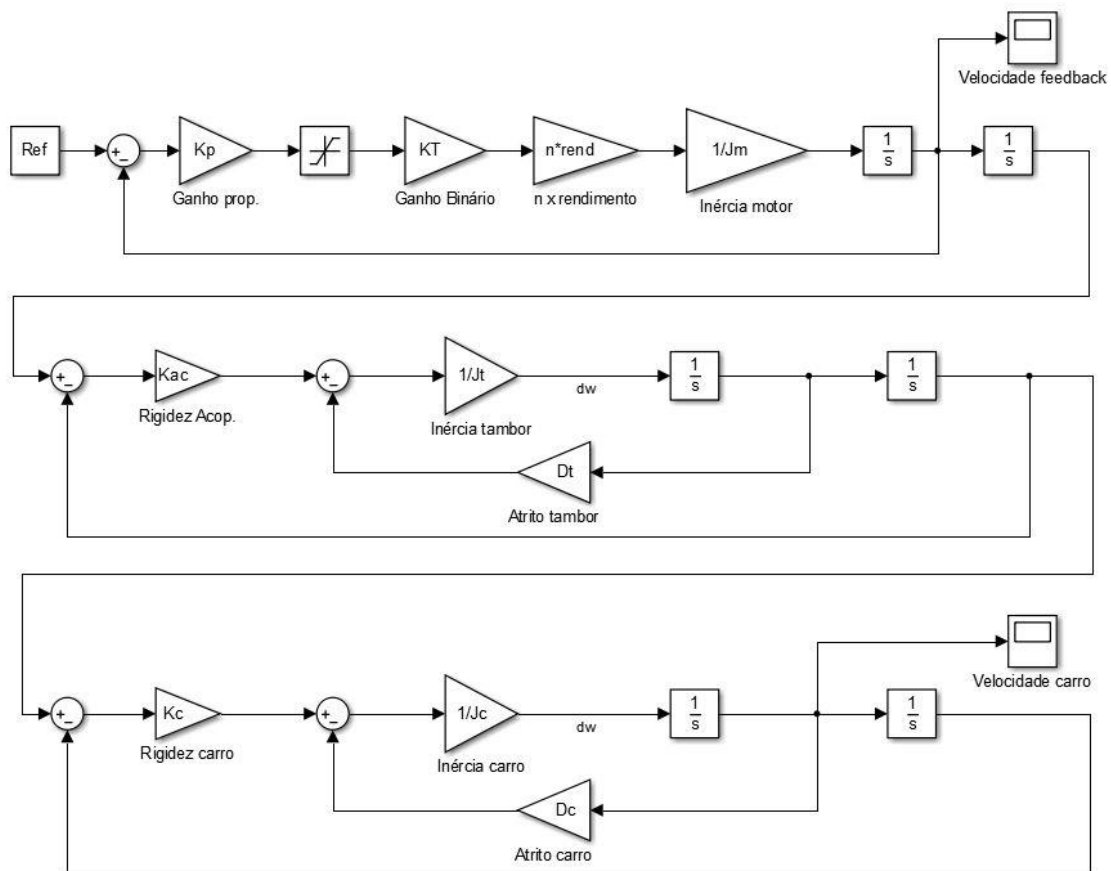 Velocidade feedback
Ref
+
−
Kp
Ganho prop.
KT
Ganho Binário
n*rend
n x rendimento
1/Jm
Inércia motor
1
s
1
s
+
−
Kac
Rigidez Acop.
+
−
1/Jt
Inércia tambor
dw
1
s
1
s
Dt
Atrito tambor
Velocidade carro
+
−
Kc
Rigidez carro
+
−
1/Jc
Inércia carro
dw
1
s
1
s
Dc
Atrito carro